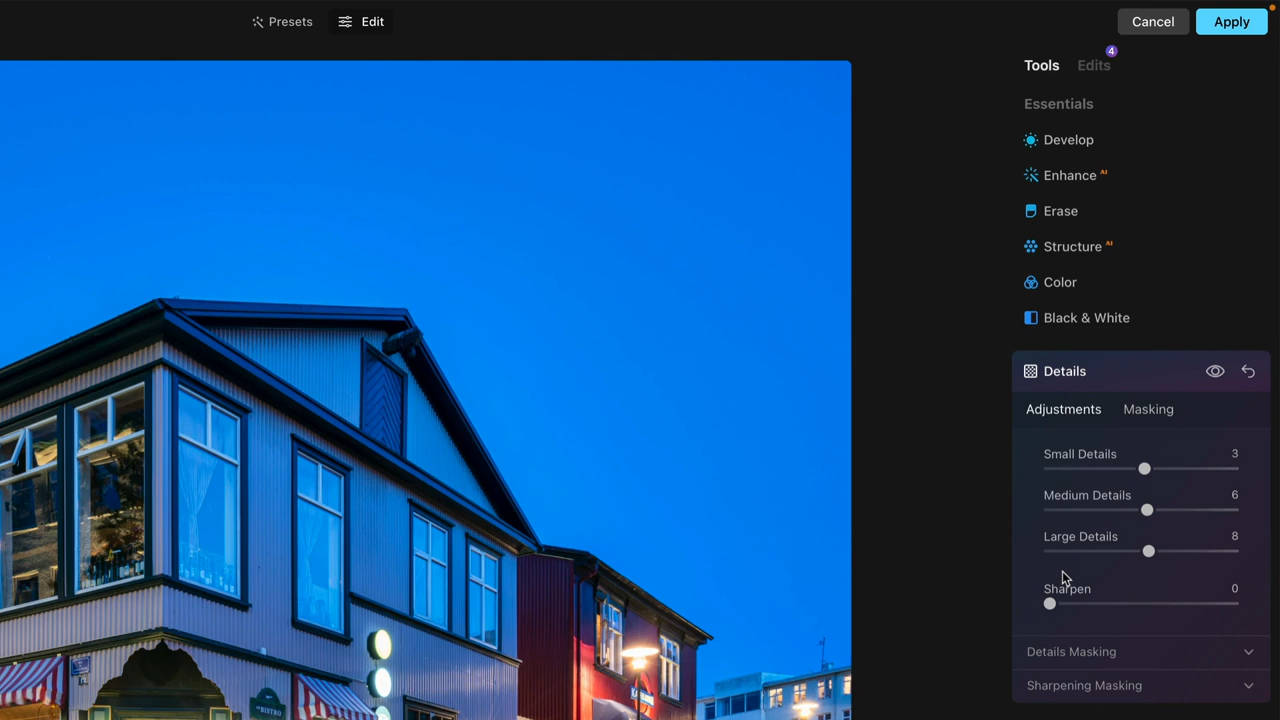 Presets
Edit
Cancel
Apply
Tools
Edits
4
Essentials
Develop
Enhance AI
Erase
Structure AI
Color
Black & White
Details
Adjustments
Masking
Small Details 3
Medium Details 6
Large Details 8
Sharpen 0
Details Masking
Sharpening Masking
BISTRO